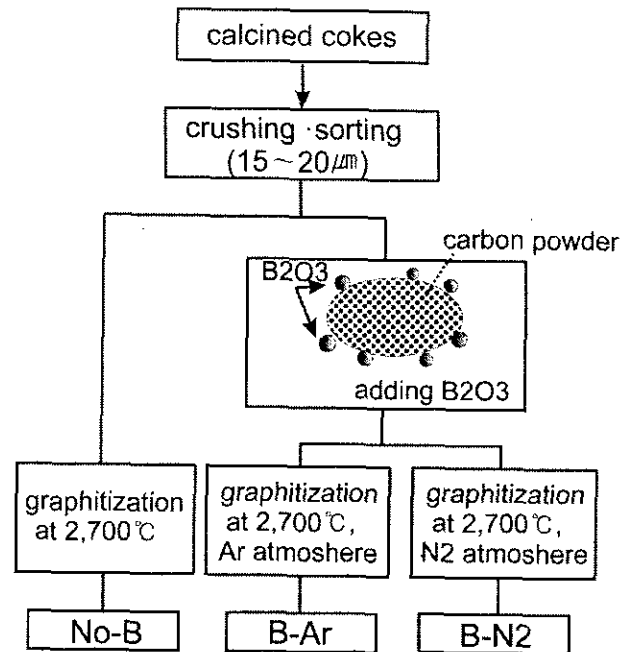 calcined cokes
crushing ·sorting
(15～20㎛)
carbon powder
B2O3
adding B2O3
graphitization
at 2,700℃
graphitization
at 2,700℃,
Ar atmoshere
graphitization
at 2,700℃,
N2 atmoshere
No-B
B-Ar
B-N2